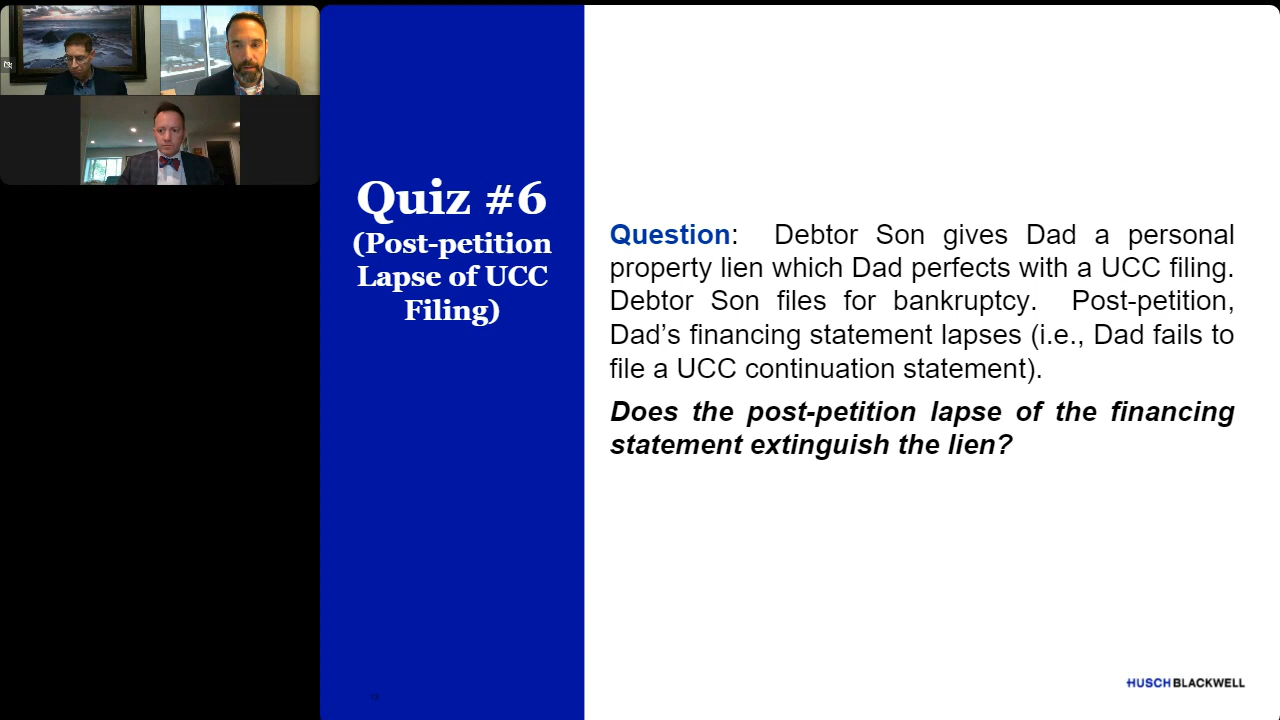 Quiz #6
(Post-petition
Lapse of UCC
Filing)
Question: Debtor Son gives Dad a personal
property lien which Dad perfects with a UCC filing.
Debtor Son files for bankruptcy. Post-petition,
Dad's financing statement lapses (i.e., Dad fails to
file a UCC continuation statement).
Does the post-petition lapse of the financing
statement extinguish the lien?
HUSCHBLACKWELL